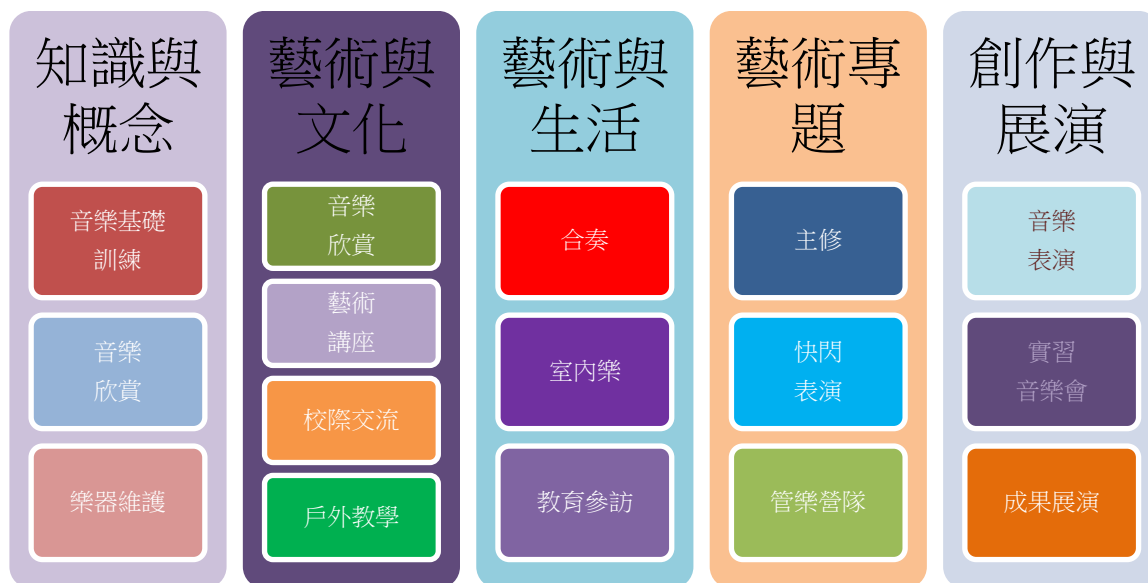 知識與
概念
音樂基礎
訓練
音樂
欣賞
樂器維護
藝術與
文化
音樂
欣賞
藝術
講座
校際交流
戶外教學
藝術與
生活
合奏
室內樂
教育參訪
藝術專
題
主修
快閃
表演
管樂營隊
創作與
展演
音樂
表演
實習
音樂會
成果展演